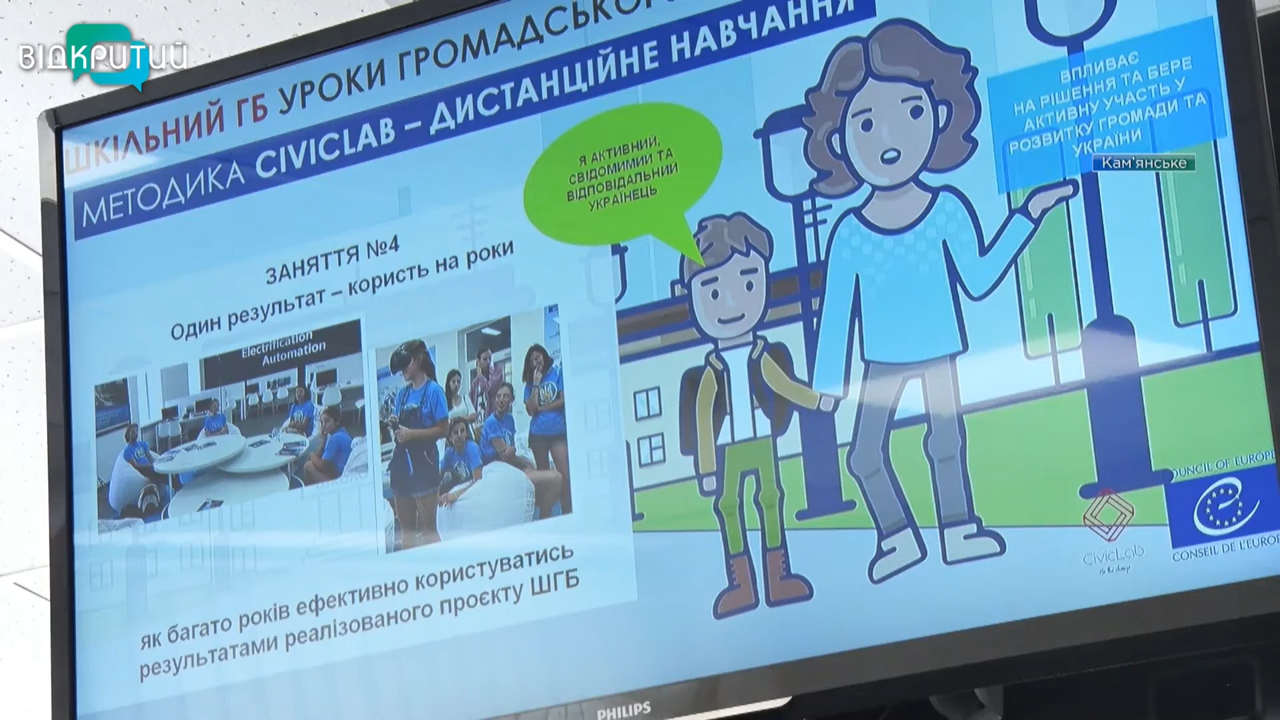 ВІДКРИТИЙ
ШКІЛЬНИЙ ГБ УРОКИ ГРОМАДСЬКОГ
МЕТОДИКА CIVICLAB – ДИСТАНЦІЙНЕ НАВЧАННЯ
ЗАНЯТТЯ №4
Один результат – користь на роки
Electrification
Automation
як багато років ефективно користуватись
результатами реалізованого проєкту ШГБ
Я АКТИВНИЙ,
СВІДОМИИЙ ТА
ВІДПОВІДАЛЬНИЙ
УКРАЇНЕЦЬ
ВПЛИВАЄ
НА РІШЕННЯ ТА БЕРЕ
АКТИВНУ УЧАСТЬ У
РОЗВИТКУ ГРОМАДИ ТА
УКРАЇНИ
Кам'янське
CivicLab
COUNCIL OF EUROPE
CONSEIL DE L'EUROPE
PHILIPS